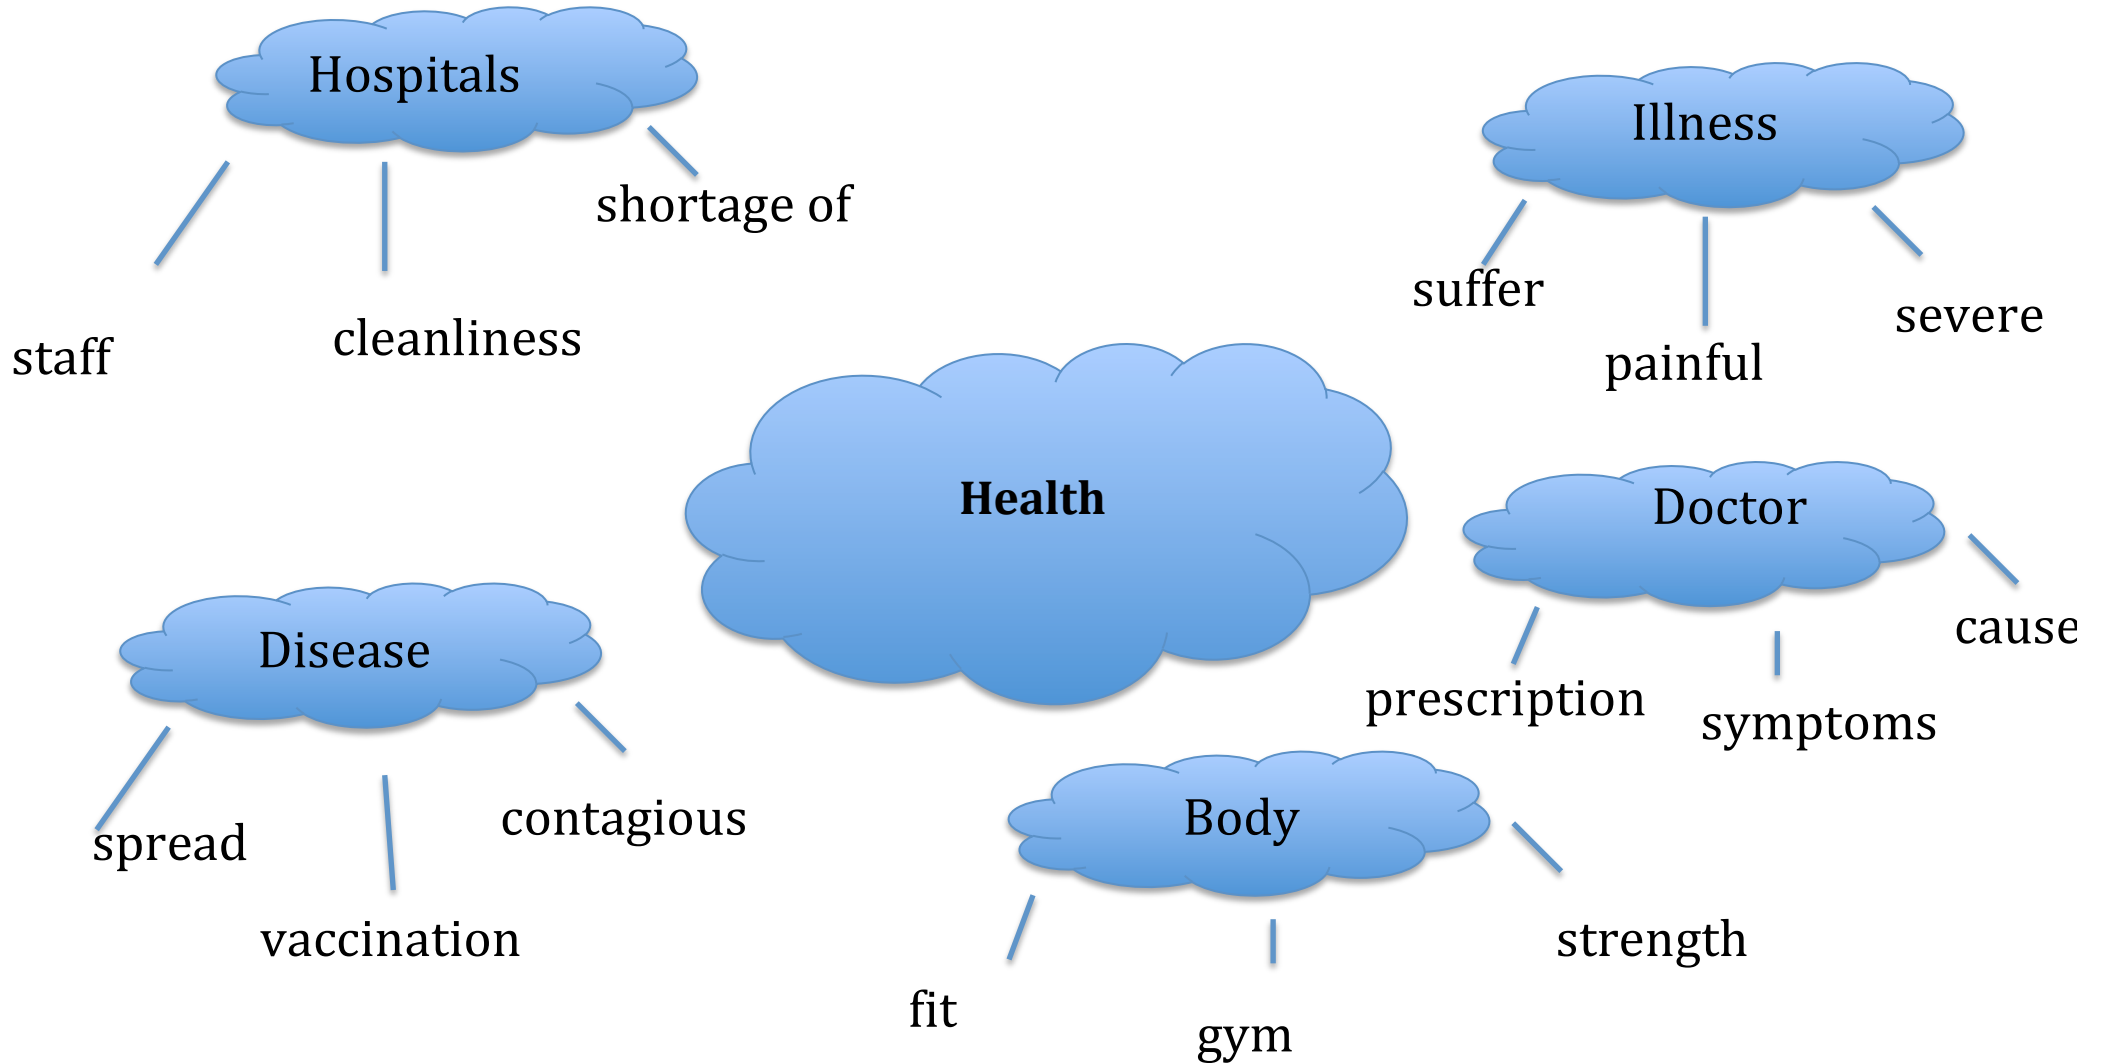 Hospitals
staff
cleanliness
shortage of
Illness
suffer
painful
severe
Health
Doctor
prescription
symptoms
cause
Disease
spread
vaccination
contagious
Body
fit
gym
strength